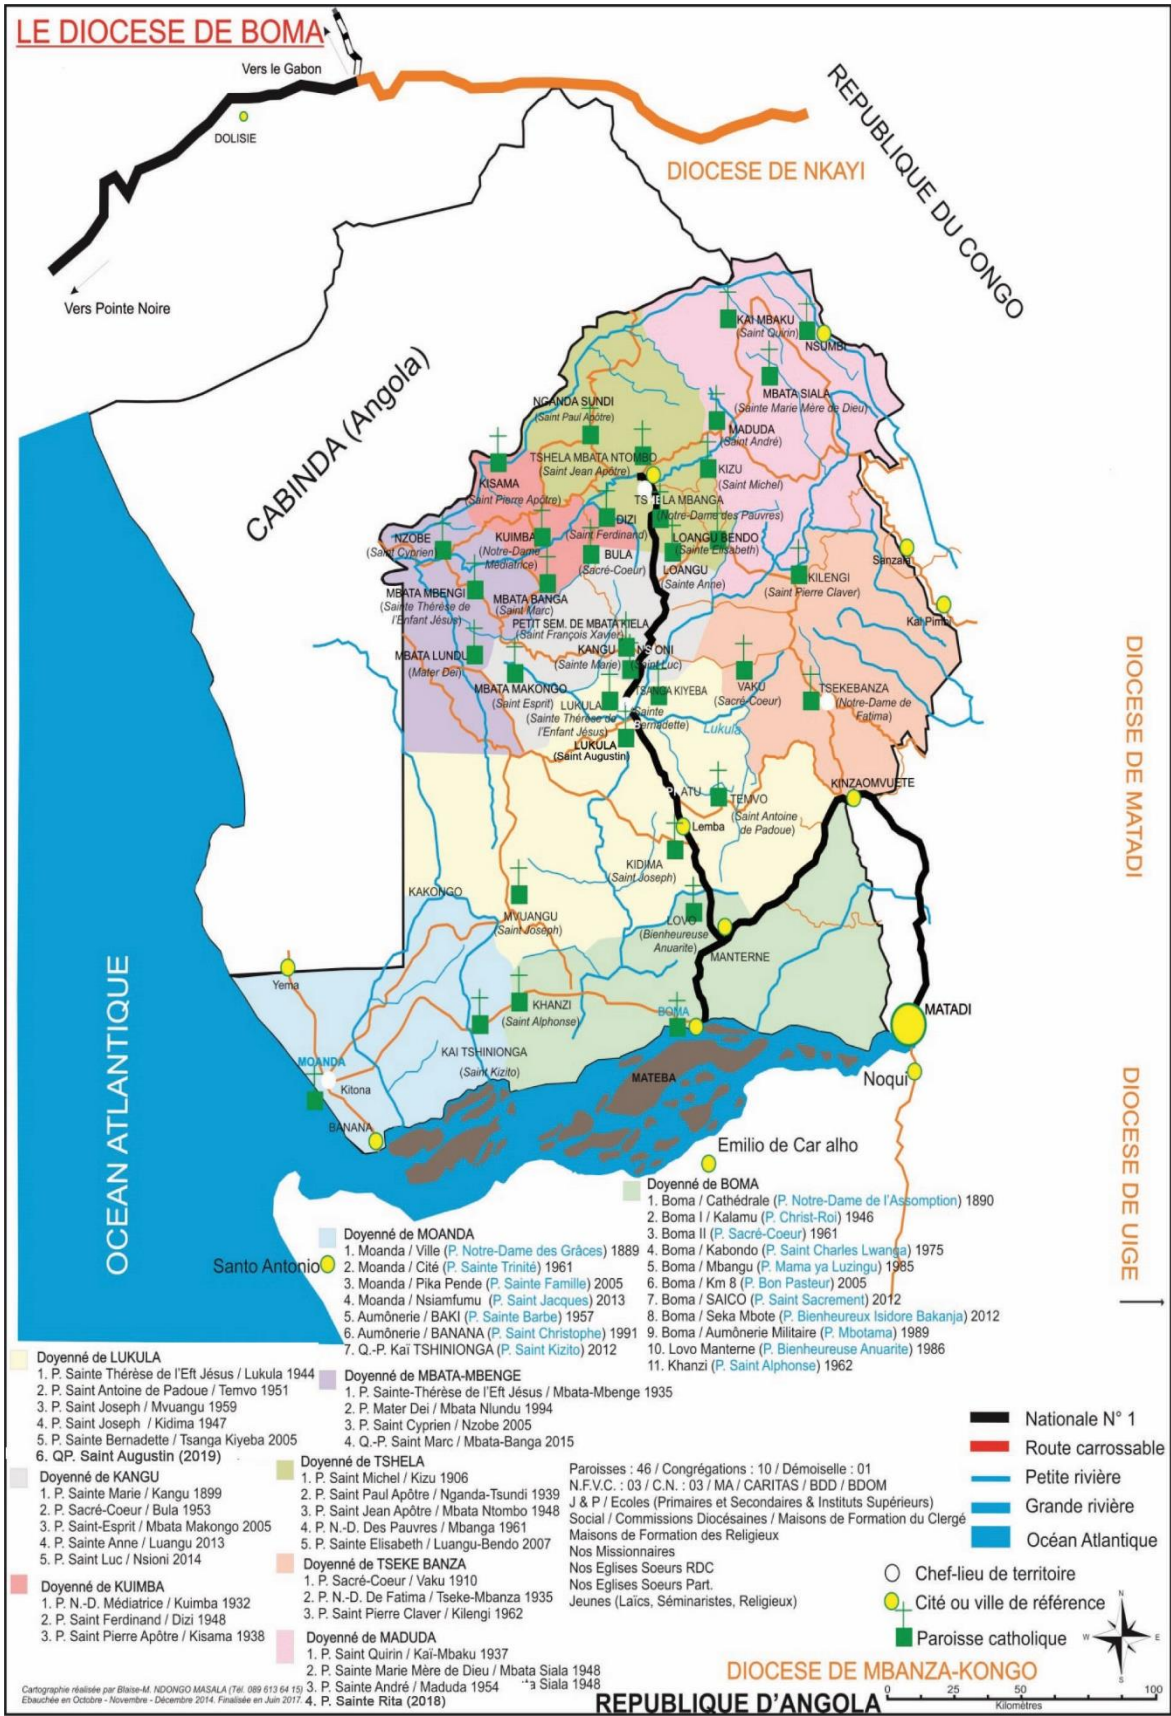 LE DIOCESE DE BOMA
Vers le Gabon
DOLISIE
Vers Pointe Noire
DIOCESE DE NKAYI
REPUBLIQUE DU CONGO
CABINDA (Angola)
OCEAN ATLANTIQUE
DIOCESE DE MATADI
DIOCESE DE UIGE
KAI MBAKU
(Saint Quirin)
NSUMBI
MBATA SIALA
(Sainte Marie Mère de Dieu)
NGANDA SUNDI
(Saint Paul Apôtre)
MADUDA
(Saint André)
TSHELA MBATA NTOMBO
(Saint Jean Apôtre)
KIZU
(Saint Michel)
KISAMA
(Saint Pierre Apôtre)
TSHELA MBANGA
(Notre-Dame des Pauvres)
DIZI
(Saint Ferdinand)
NZOBE
(Saint Cyprien)
KUIMBA
(Notre-Dame
Médiatrice)
BULA
(Sacré-Coeur)
LOANGU BENDO
(Sainte Elisabeth)
LOANGU
(Sainte Anne)
Sanzala
KILENGI
(Saint Pierre Claver)
Kai Pimbi
MBATA MBENGI
(Sainte Thérèse de
l'Enfant Jésus)
MBATA BANGA
(Saint Marc)
PETIT SEM. DE MBATA KIELA
(Saint François Xavier)
KANGU
(Sainte Marie)
NSIONI
(Saint Luc)
MBATA LUNDU
(Mater Dei)
MBATA MAKONGO
(Saint Esprit)
TSANGA KIYEBA
(Sainte
Bernadette)
VAKU
(Sacré-Coeur)
TSEKEBANZA
(Notre-Dame de
Fatima)
LUKULA
(Sainte Thérèse de
l'Enfant Jésus)
Lukula
LUKULA
(Saint Augustin)
KINZAOMVUETE
TEMVO
(Saint Antoine
de Padoue)
Lemba
KIDIMA
(Saint Joseph)
KAKONGO
MVUANGU
(Saint Joseph)
LOVO
(Bienheureuse
Anuarite)
MANTERNE
Yema
KHANZI
(Saint Alphonse)
BOMA
MATADI
KAI TSHINIONGA
(Saint Kizito)
MOANDA
Kitona
MATEBA
Noqui
BANANA
Emilio de Car alho
Santo Antonio
Doyenné de BOMA
1. Boma / Cathédrale (P. Notre-Dame de l'Assomption) 1890
2. Boma I / Kalamu (P. Christ-Roi) 1946
3. Boma II (P. Sacré-Coeur) 1961
4. Boma / Kabondo (P. Saint Charles Lwanga) 1975
5. Boma / Mbangu (P. Mama ya Luzingu) 1985
6. Boma / Km 8 (P. Bon Pasteur) 2005
7. Boma / SAICO (P. Saint Sacrement) 2012
8. Boma / Seka Mbote (P. Bienheureux Isidore Bakanja) 2012
9. Boma / Aumônerie Militaire (P. Mbotama) 1989
10. Lovo Manterne (P. Bienheureuse Anuarite) 1986
11. Khanzi (P. Saint Alphonse) 1962
Doyenné de MOANDA
1. Moanda / Ville (P. Notre-Dame des Grâces) 1889
2. Moanda / Cité (P. Sainte Trinité) 1961
3. Moanda / Pika Pende (P. Sainte Famille) 2005
4. Moanda / Nsiamfumu (P. Saint Jacques) 2013
5. Aumônerie / BAKI (P. Sainte Barbe) 1957
6. Aumônerie / BANANA (P. Saint Christophe) 1991
7. Q.-P. Kaï TSHINIONGA (P. Saint Kizito) 2012
Doyenné de LUKULA
1. P. Sainte Thérèse de l'Eft Jésus / Lukula 1944
2. P. Saint Antoine de Padoue / Temvo 1951
3. P. Saint Joseph / Mvuangu 1959
4. P. Saint Joseph / Kidima 1947
5. P. Sainte Bernadette / Tsanga Kiyeba 2005
6. QP. Saint Augustin (2019)
Doyenné de MBATA-MBENGE
1. P. Sainte-Thérèse de l'Eft Jésus / Mbata-Mbenge 1935
2. P. Mater Dei / Mbata Nlundu 1994
3. P. Saint Cyprien / Nzobe 2005
4. Q.-P. Saint Marc / Mbata-Banga 2015
Doyenné de KANGU
1. P. Sainte Marie / Kangu 1899
2. P. Sacré-Coeur / Bula 1953
3. P. Saint-Esprit / Mbata Makongo 2005
4. P. Sainte Anne / Luangu 2013
5. P. Saint Luc / Nsioni 2014
Doyenné de TSHELA
1. P. Saint Michel / Kizu 1906
2. P. Saint Paul Apôtre / Nganda-Tsundi 1939
3. P. Saint Jean Apôtre / Mbata Ntombo 1948
4. P. N.-D. Des Pauvres / Mbanga 1961
5. P. Sainte Elisabeth / Luangu-Bendo 2007
Doyenné de KUIMBA
1. P. N.-D. Médiatrice / Kuimba 1932
2. P. Saint Ferdinand / Dizi 1948
3. P. Saint Pierre Apôtre / Kisama 1938
Doyenné de TSEKE BANZA
1. P. Sacré-Coeur / Vaku 1910
2. P. N.-D. De Fatima / Tseke-Mbanza 1935
3. P. Saint Pierre Claver / Kilengi 1962
Doyenné de MADUDA
1. P. Saint Quirin / Kaï-Mbaku 1937
2. P. Sainte Marie Mère de Dieu / Mbata Siala 1948
3. P. Sainte André / Maduda 1954 ta Siala 1948
4. P. Sainte Rita (2018)
Paroisses : 46 / Congrégations : 10 / Démoiselle : 01
N.F.V.C. : 03 / C.N. : 03 / MA / CARITAS / BDD / BDOM
J & P / Ecoles (Primaires et Secondaires & Instituts Supérieurs)
Social / Commissions Diocésaines / Maisons de Formation du Clergé
Maisons de Formation des Religieux
Nos Missionnaires
Nos Eglises Soeurs RDC
Nos Eglises Soeurs Part.
Jeunes (Laïcs, Séminaristes, Religieux)
Nationale N° 1
Route carrossable
Petite rivière
Grande rivière
Océan Atlantique
Chef-lieu de territoire
Cité ou ville de référence
Paroisse catholique
N
W E
S
DIOCESE DE MBANZA-KONGO
REPUBLIQUE D'ANGOLA
0 25 50 75 100
Kilomètres
Cartographie réalisée par Blaise-M. NDONGO MASALA (Tél. 089 613 64 15)
Ebauchée en Octobre - Novembre - Décembre 2014. Finalisée en Juin 2017.